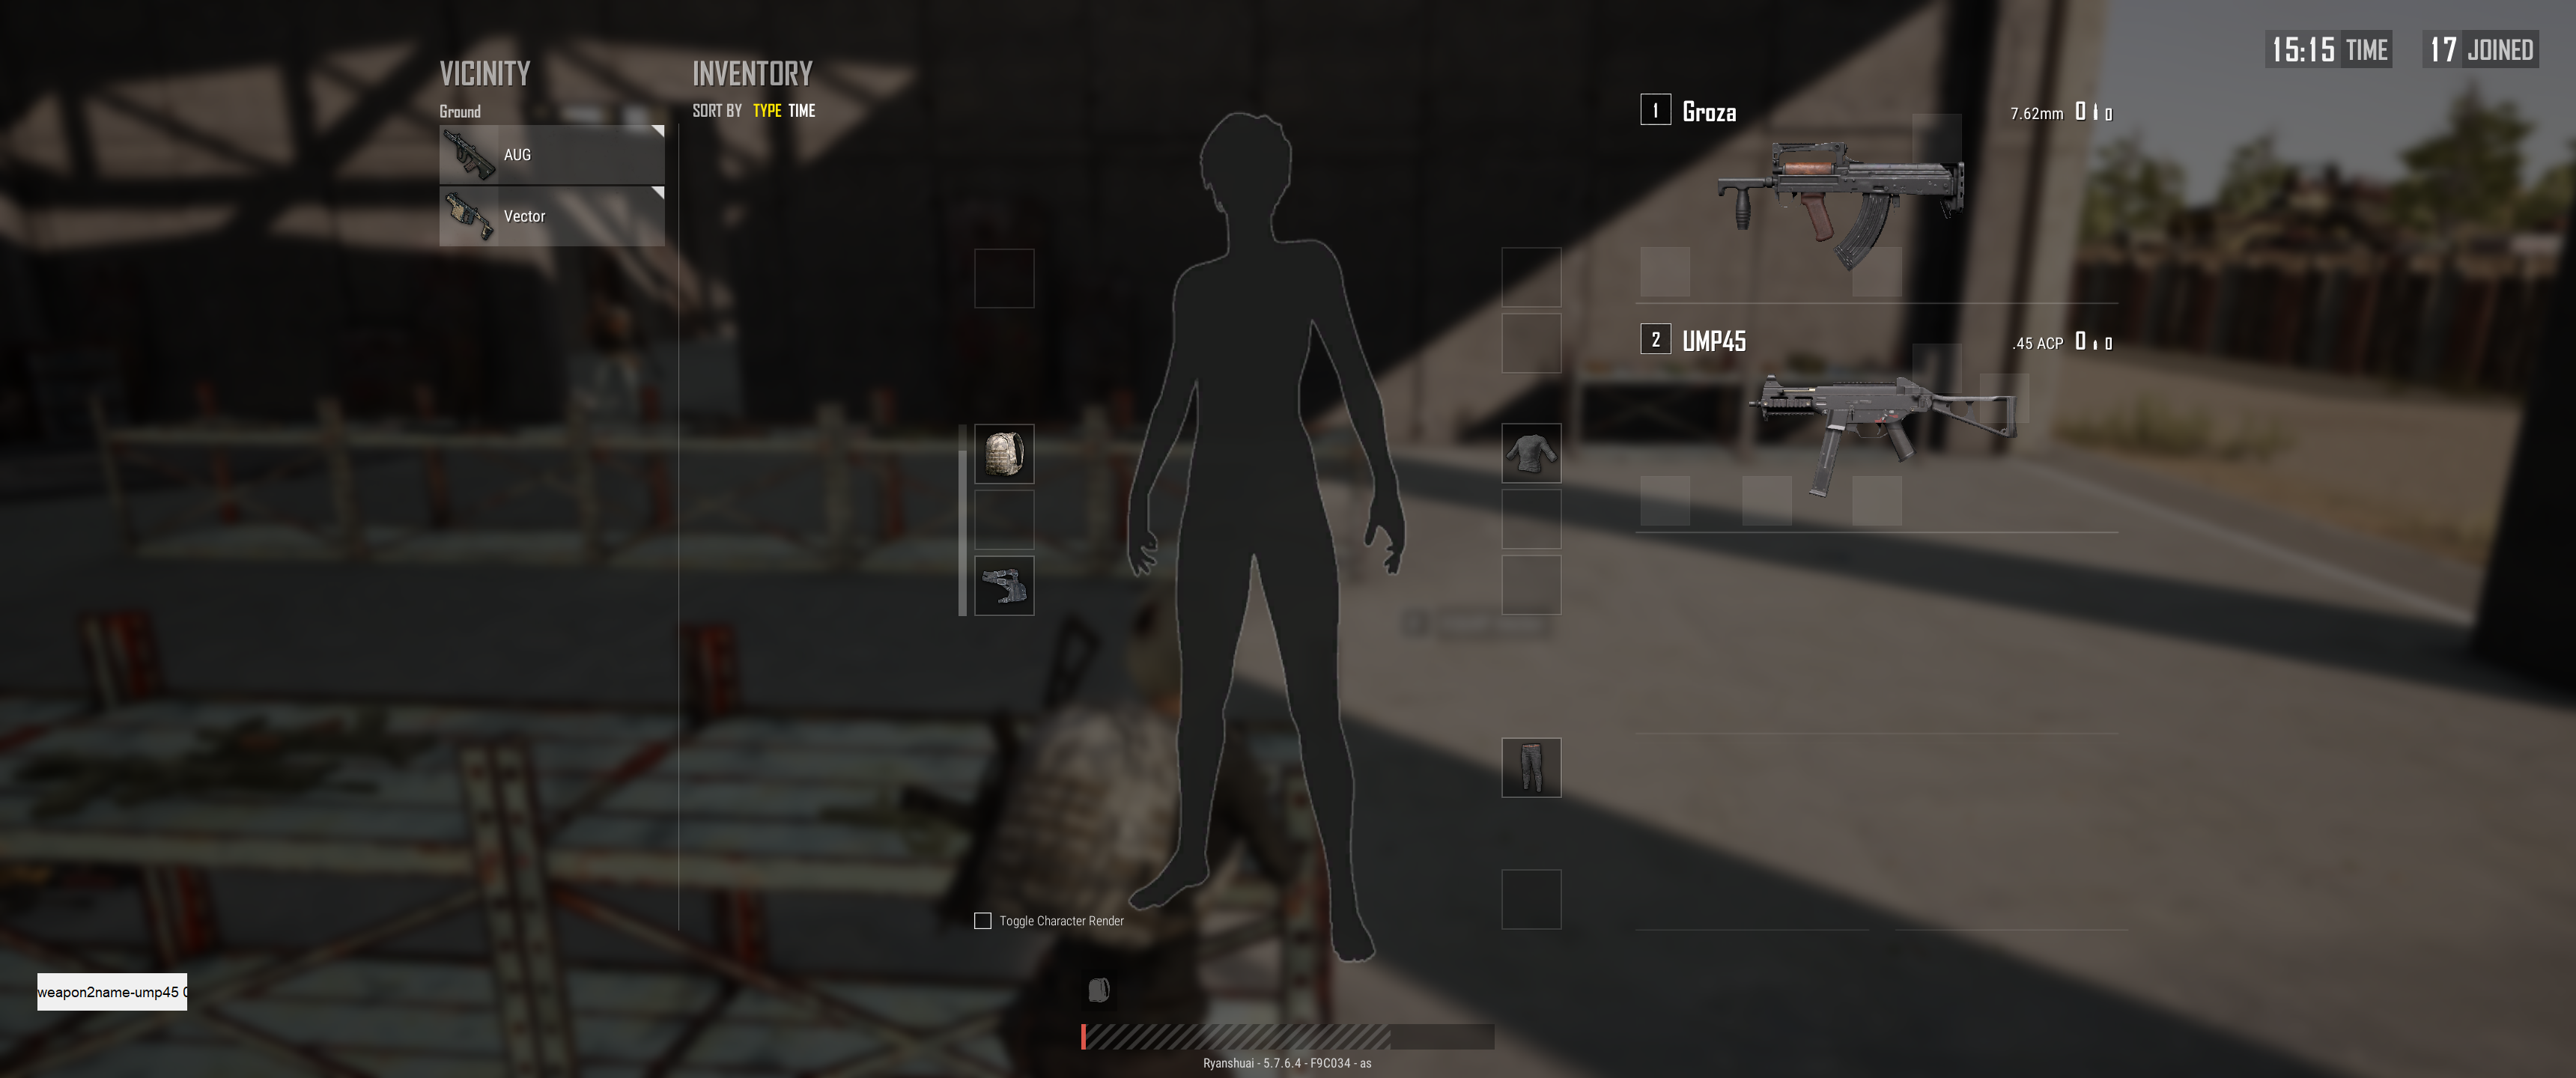 15:15 TIME 17 JOINED
VICINITY
Ground
AUG
Vector
INVENTORY
SORT BY TYPE TIME
1 Groza 7.62mm 0 0
2 UMP45 .45 ACP 0 0
Toggle Character Render
weapon2name-ump45
Ryanshuai - 5.7.6.4 - F9C034 - as